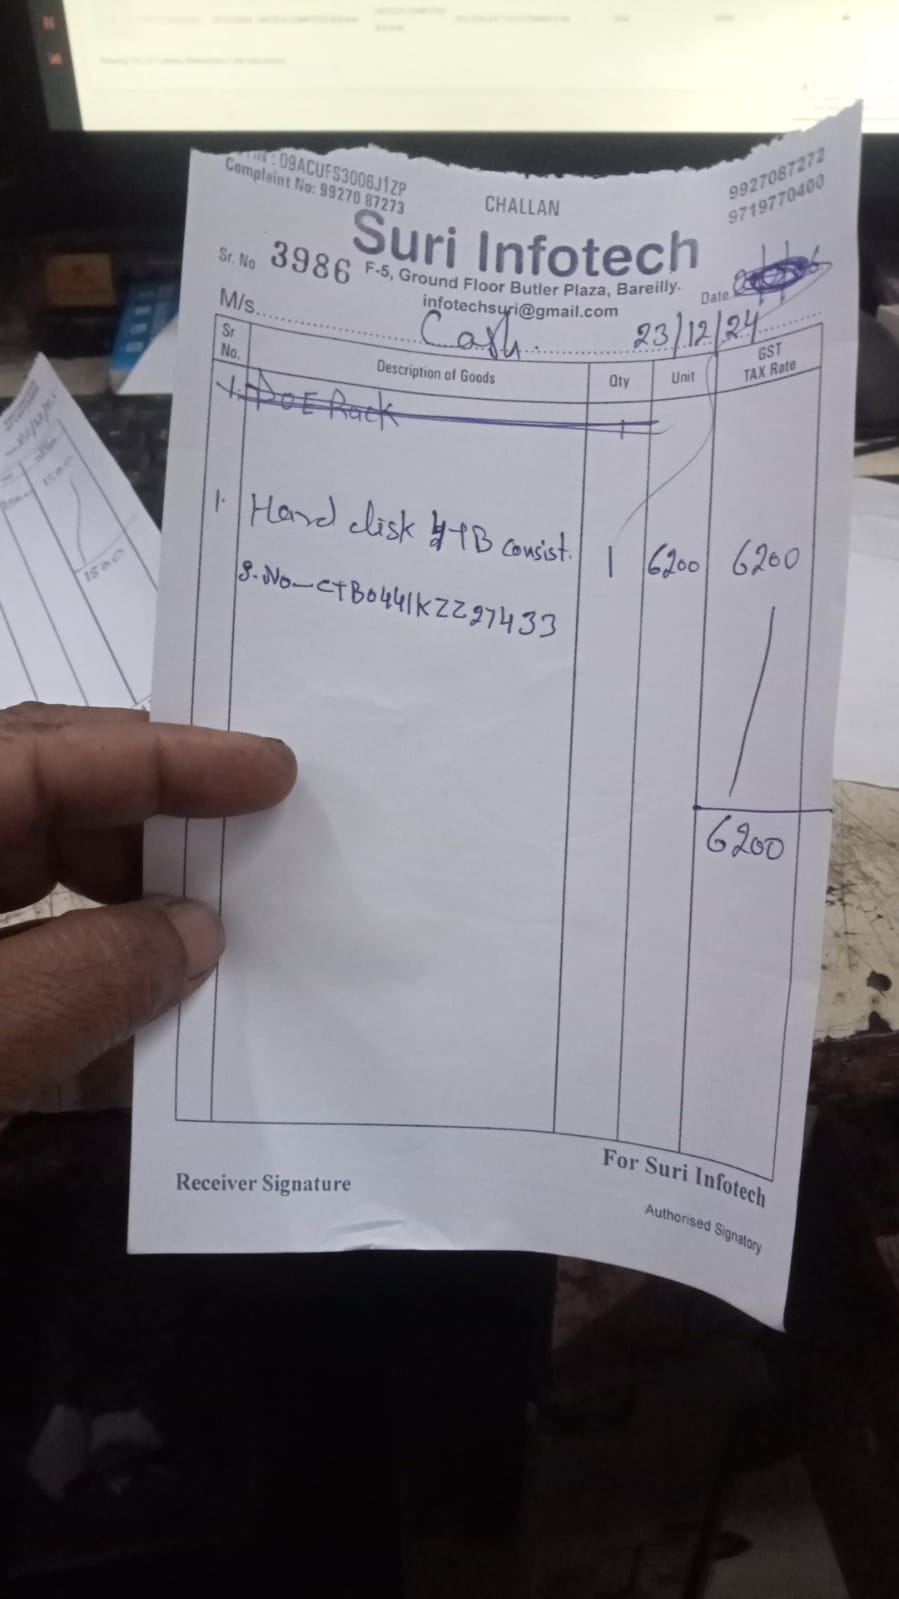 : 09ACUFS3006J1ZP
Complaint No: 99270 87273
CHALLAN
9927087272
9719770400
Suri Infotech
Sr. No 3986
F-5, Ground Floor Butler Plaza, Bareilly.
infotechsuri@gmail.com
Date
M/s. Cash 23/12/24
Sr No. Description of Goods Qty Unit GST TAX Rate
1. POE Rack 1
1. Hard disk 4TB consist. 1 6200 6200
S.No-CTB0441KZZ27433
6200
Receiver Signature
For Suri Infotech
Authorised Signatory
1500